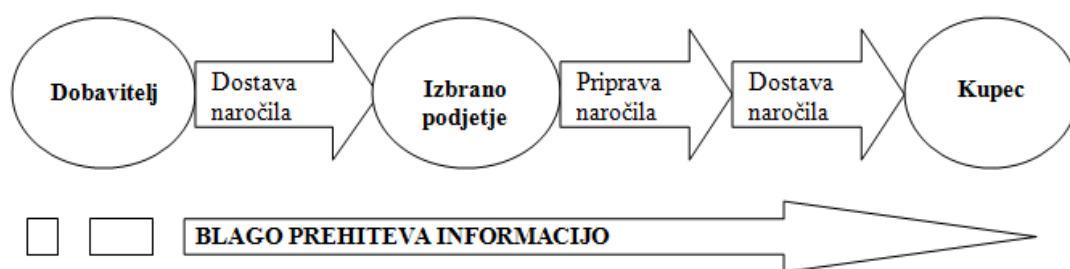 Dobavitelj
Dostava
naročila
Izbrano
podjetje
Priprava
naročila
Dostava
naročila
Kupec
BLAGO PREHITEVA INFORMACIJO